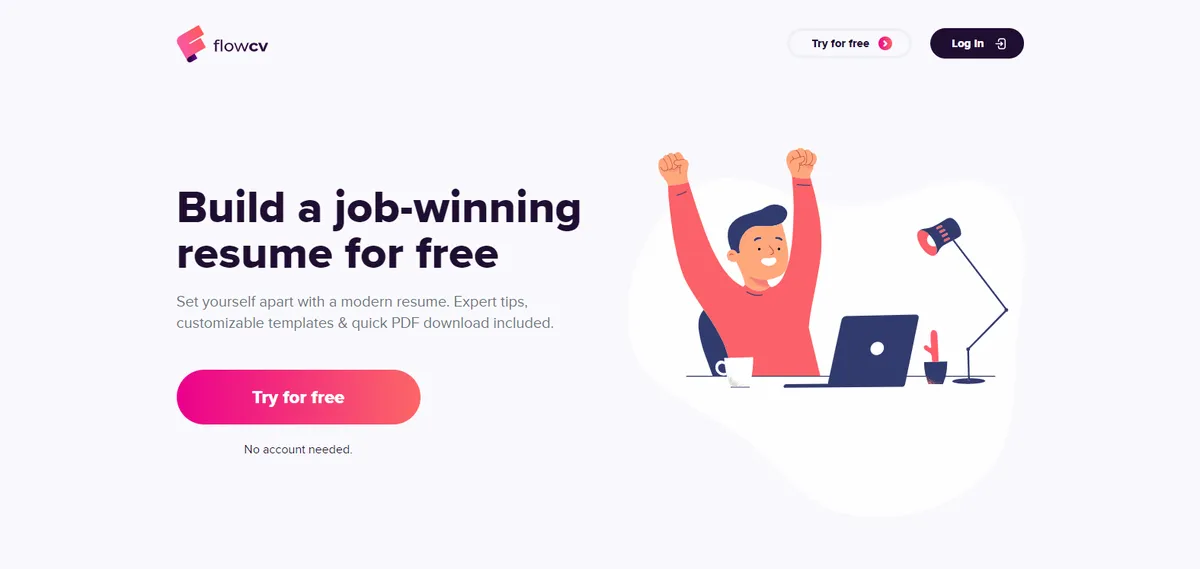 flowcv
Try for free
Log in
Build a job-winning
resume for free
Set yourself apart with a modern resume. Expert tips,
customizable templates & quick PDF download included.
Try for free
No account needed.